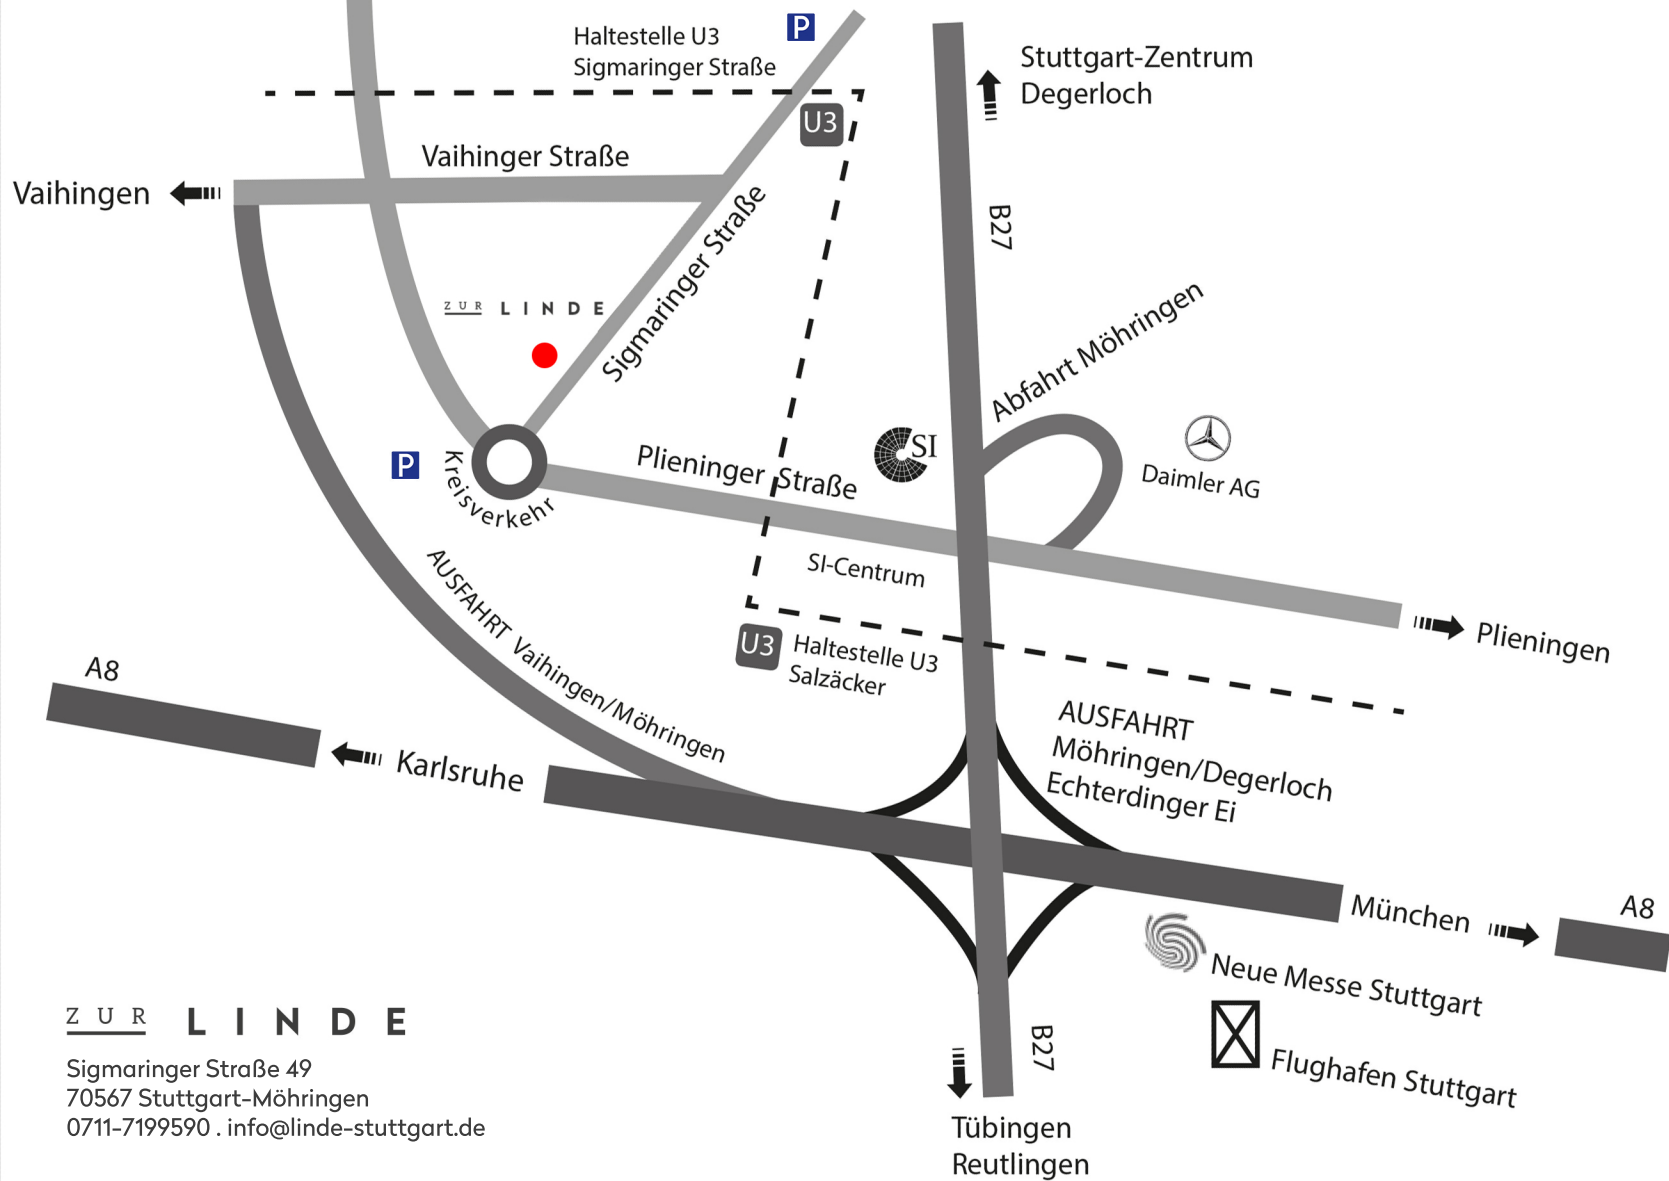 Haltestelle U3
Sigmaringer Straße
P
U3
Stuttgart-Zentrum
Degerloch
Vaihinger Straße
Vaihingen
B27
Sigmaringer Straße
ZUR LINDE
Abfahrt Möhringen
SI
Daimler AG
P
Kreisverkehr
Plieninger Straße
SI-Centrum
AUSFAHRT Vaihingen/Möhringen
Plieningen
U3
Haltestelle U3
Salzäcker
A8
Karlsruhe
AUSFAHRT
Möhringen/Degerloch
Echterdinger Ei
München
A8
Neue Messe Stuttgart
Flughafen Stuttgart
B27
Tübingen
Reutlingen
ZUR LINDE
Sigmaringer Straße 49
70567 Stuttgart-Möhringen
0711-7199590 . info@linde-stuttgart.de